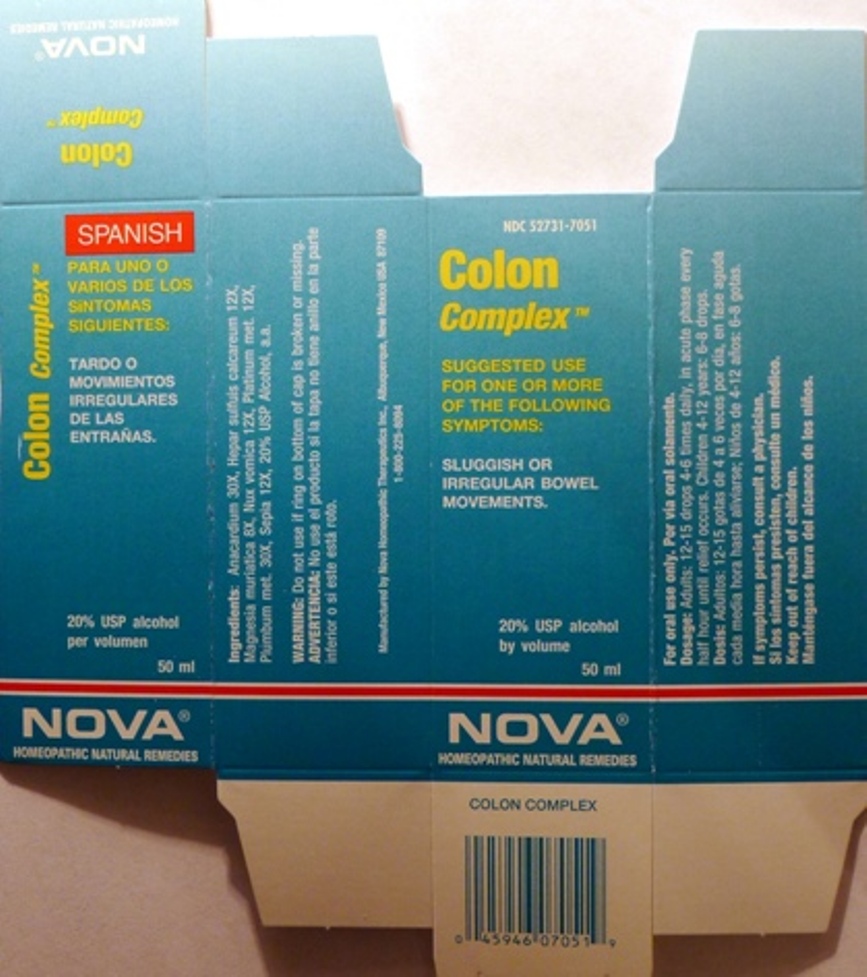 HOMEOPATHIC NATURAL REMEDIES
NOVA®
Colon
Complex™
Colon Complex™
SPANISH
PARA UNO O
VARIOS DE LOS
SíNTOMAS
SIGUIENTES:
TARDO O
MOVIMIENTOS
IRREGULARES
DE LAS
ENTRAÑAS.
20% USP alcohol
per volumen
50 ml
NOVA®
HOMEOPATHIC NATURAL REMEDIES
Ingredients: Anacardium 30X, Hepar sulfuis calcareum 12X,
Magnesia muriatica 8X, Nux vomica 12X, Platinum met. 12X,
Plumbum met. 30X, Sepia 12X, 20% USP Alcohol, a.a.
WARNING: Do not use if ring on bottom of cap is broken or missing.
ADVERTENCIA: No use el producto si la tapa no tiene anillo en la parte
inferior o si este está roto.
Manufactured by Nova Homeopathic Therapeutics Inc., Albuquerque, New Mexico USA 87109
1-800-225-8094
NDC 52731-7051
Colon
Complex™
SUGGESTED USE
FOR ONE OR MORE
OF THE FOLLOWING
SYMPTOMS:
SLUGGISH OR
IRREGULAR BOWEL
MOVEMENTS.
20% USP alcohol
by volume
50 ml
NOVA®
HOMEOPATHIC NATURAL REMEDIES
For oral use only. Per via oral solamento.
Dosage: Adults: 12-15 drops 4-6 times daily, in acute phase every
half hour until relief occurs. Children 4-12 years: 6-8 drops.
Dosis: Adultos: 12-15 gotas de 4 a 6 veces por día, en fase aguda
cada media hora hasta aliviarse; Niños de 4-12 años: 6-8 gotas.
If symptoms persist, consult a physician.
Si los sintomas presisten, consulte un médico.
Keep out of reach of children.
Manténgase fuera del alcance de los niños.
COLON COMPLEX
0 45946 07051 9